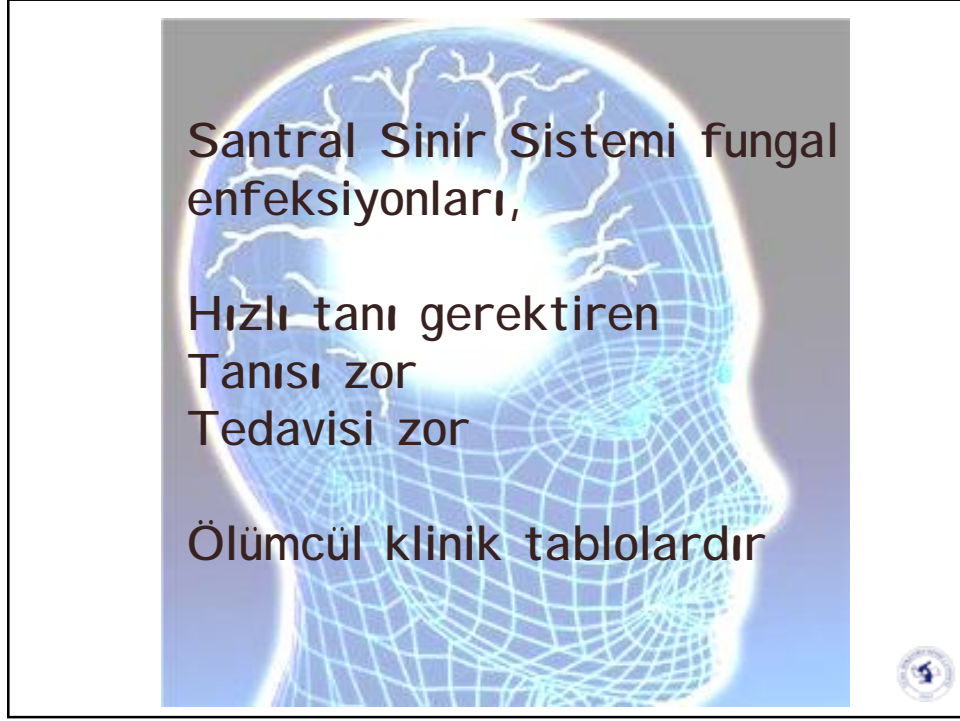 Santral Sinir Sistemi fungal
enfeksiyonları,
Hızlı tanı gerektiren
Tanısı zor
Tedavisi zor
Ölümcül klinik tablolardır